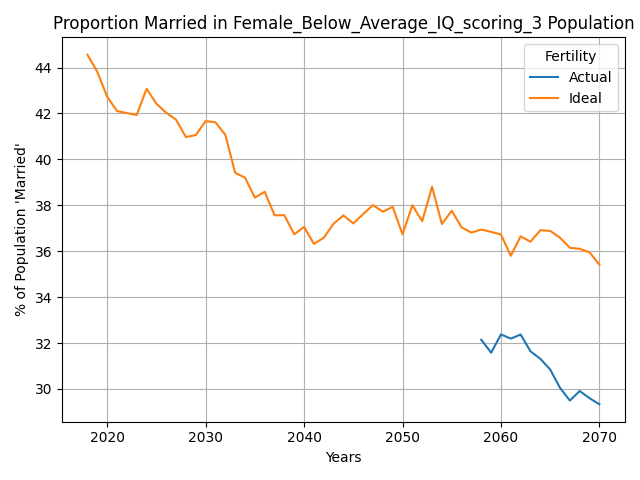 Proportion Married in Female_Below_Average_IQ_scoring_3 Population
% of Population 'Married'
44
42
40
38
36
34
32
30
Fertility
Actual
Ideal
2020 2030 2040 2050 2060 2070
Years